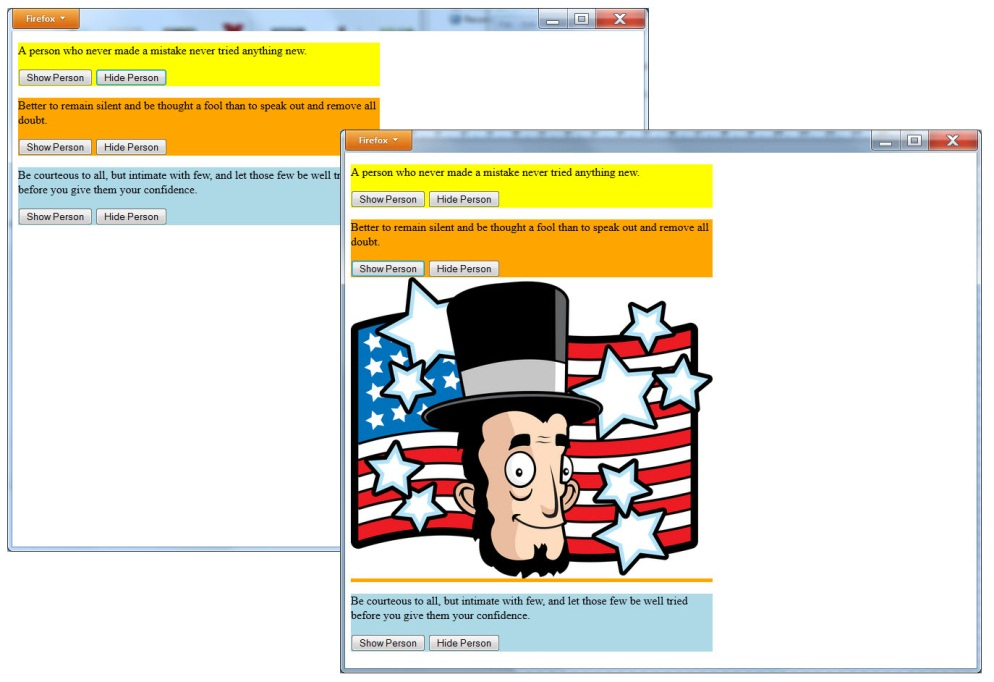 Firefox
A person who never made a mistake never tried anything new.
Show Person Hide Person
Better to remain silent and be thought a fool than to speak out and remove all
doubt.
Show Person Hide Person
Be courteous to all, but intimate with few, and let those few be well
before you give them your confidence.
Show Person Hide Person
Firefox
A person who never made a mistake never tried anything new.
Show Person Hide Person
Better to remain silent and be thought a fool than to speak out and remove all
doubt.
Show Person Hide Person
Be courteous to all, but intimate with few, and let those few be well tried
before you give them your confidence.
Show Person Hide Person